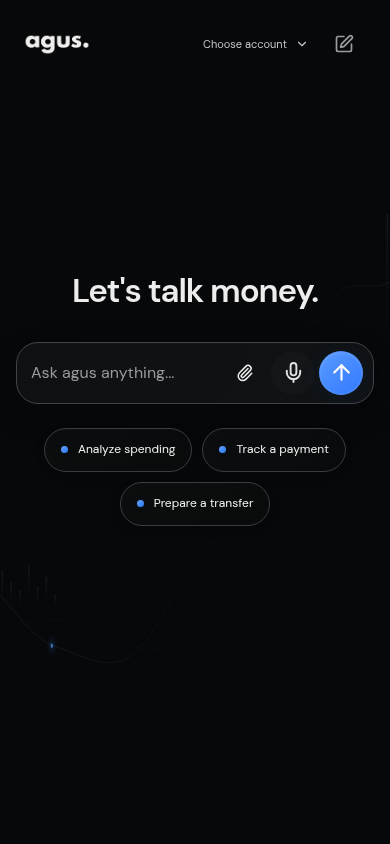 agus.
Choose account
Let's talk money.
Ask agus anything...
Analyze spending
Track a payment
Prepare a transfer